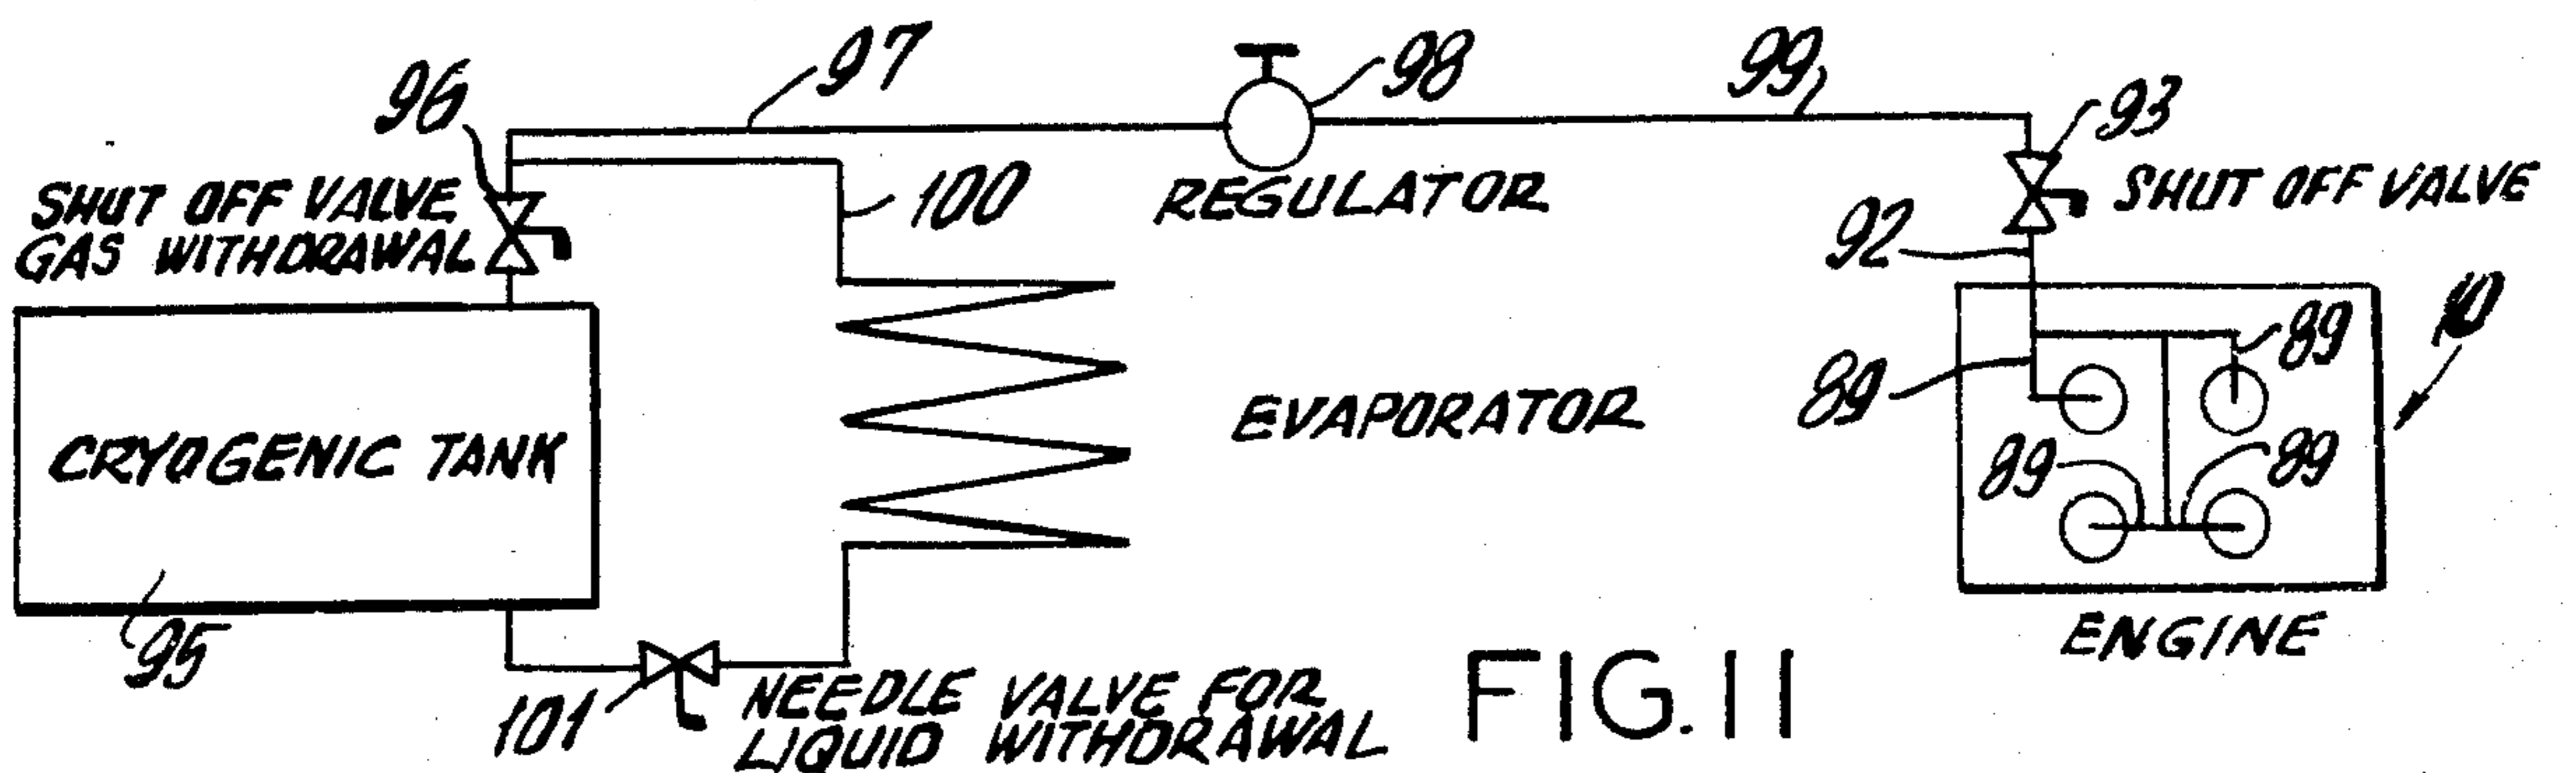 97
98
99
96
93
SHUT OFF VALVE
GAS WITHDRAWAL
100
REGULATOR
SHUT OFF VALVE
92
10
89
89
CRYOGENIC TANK
EVAPORATOR
89
89
95
ENGINE
101
NEEDLE VALVE FOR
LIQUID WITHDRAWAL
FIG. 11